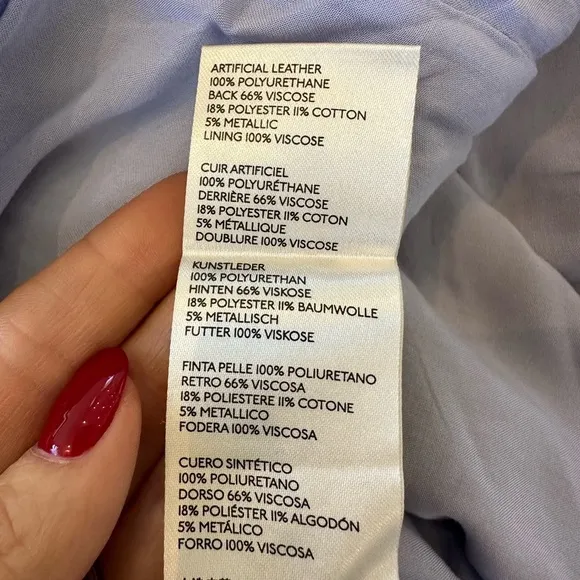 ARTIFICIAL LEATHER
100% POLYURETHANE
BACK 66% VISCOSE
18% POLYESTER 11% COTTON
5% METALLIC
LINING 100% VISCOSE
CUIR ARTIFICIEL
100% POLYURÉTHANE
DERRIÈRE 66% VISCOSE
18% POLYESTER 11% COTON
5% MÉTALLIQUE
DOUBLURE 100% VISCOSE
KUNSTLEDER
100% POLYURETHAN
HINTEN 66% VISKOSE
18% POLYESTER 11% BAUMWOLLE
5% METALLISCH
FUTTER 100% VISKOSE
FINTA PELLE 100% POLIURETANO
RETRO 66% VISCOSA
18% POLIESTERE 11% COTONE
5% METALLICO
FODERA 100% VISCOSA
CUERO SINTÉTICO
100% POLIURETANO
DORSO 66% VISCOSA
18% POLIÉSTER 11% ALGODÓN
5% METÁLICO
FORRO 100% VISCOSA